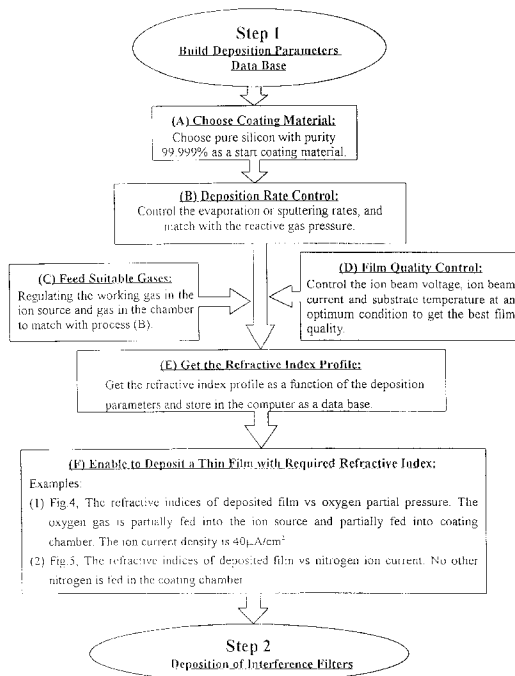 Step 1
Build Deposition Parameters
Data Base
(A) Choose Coating Material:
Choose pure silicon with purity
99.999% as a start coating material.
(B) Deposition Rate Control:
Control the evaporation or sputtering rates, and
match with the reactive gas pressure.
(C) Feed Suitable Gases:
Regulating the working gas in the
ion source and gas in the chamber
to match with process (B).
(D) Film Quality Control:
Control the ion beam voltage, ion beam
current and substrate temperature at an
optimum condition to get the best film
quality.
(E) Get the Refractive Index Profile:
Get the refractive index profile as a function of the deposition
parameters and store in the computer as a data base.
(F) Enable to Deposit a Thin Film with Required Refractive Index:
Examples:
(1) Fig.4, The refractive indices of deposited film vs oxygen partial pressure. The
oxygen gas is partially fed into the ion source and partially fed into coating
chamber. The ion current density is 40μA/cm²
(2) Fig.5, The refractive indices of deposited film vs nitrogen ion current. No other
nitrogen is fed in the coating chamber
Step 2
Deposition of Interference Filters